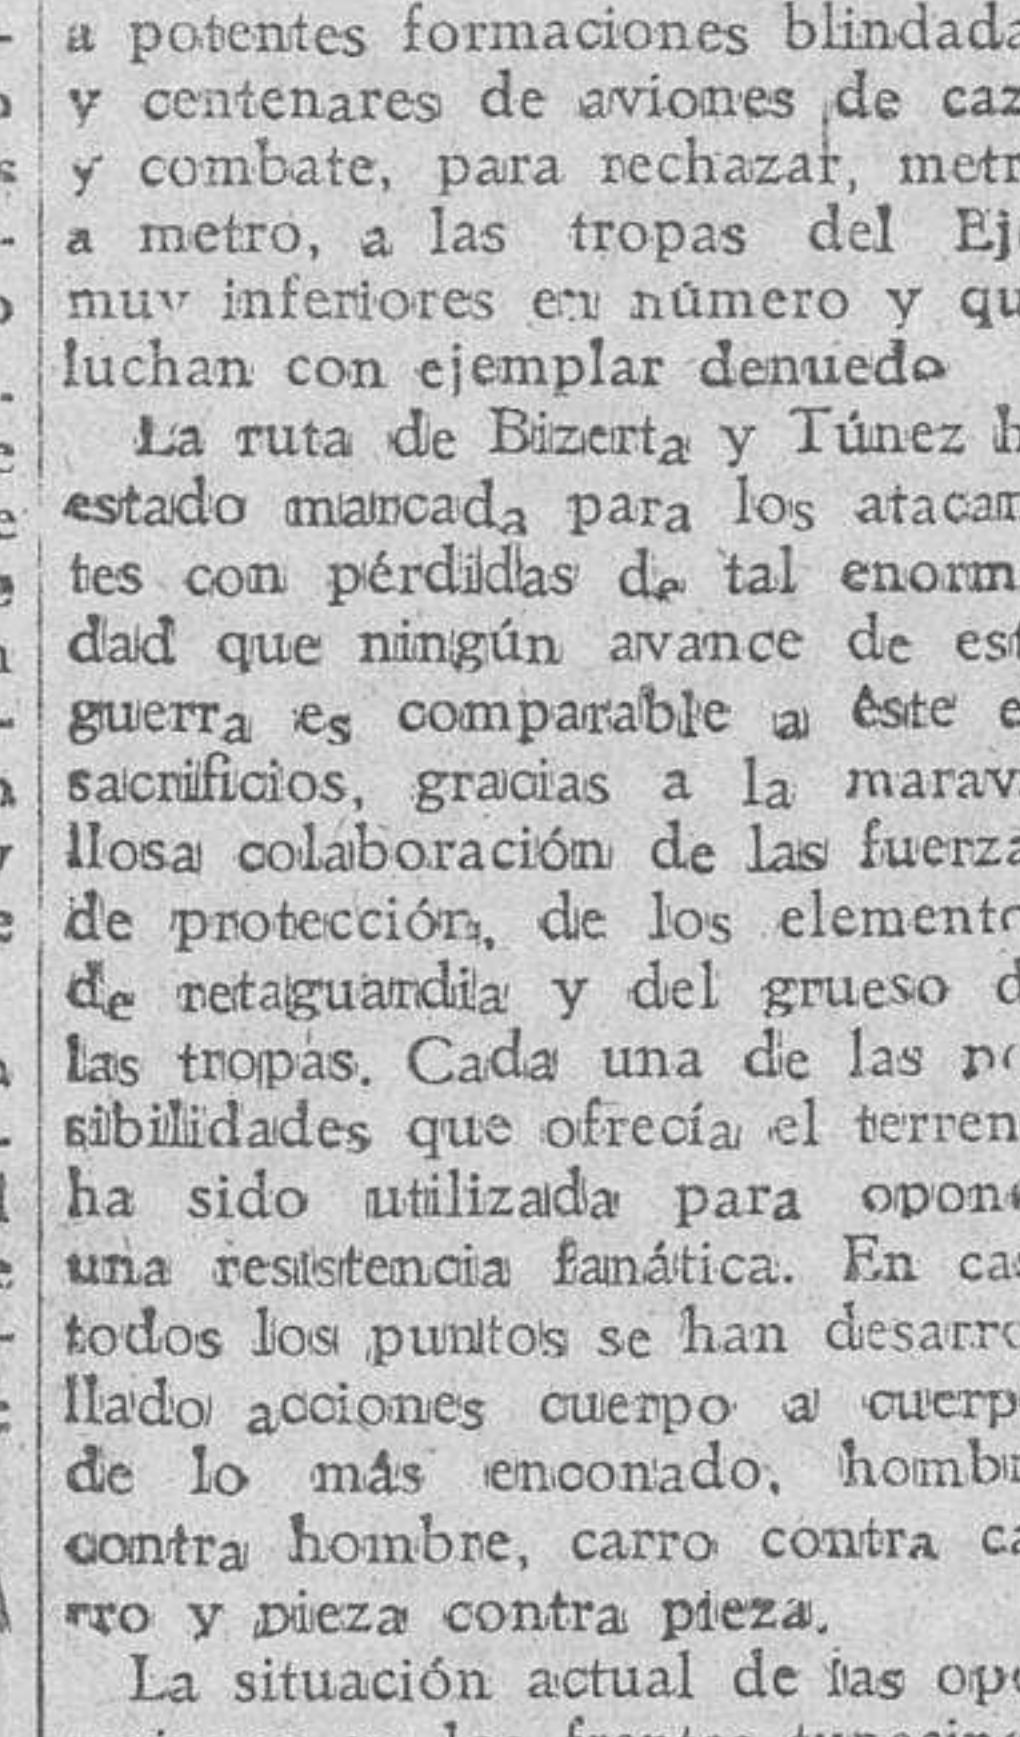 a potentes formaciones blindada
y centenares de aviones de caz
y combate, para rechazar, metr
a metro, a las tropas del Ej
muy inferiores en número y qu
luchan con ejemplar denuedo
La ruta de Bizerta y Túnez h
estado marcada para los atacan
tes con pérdidas de tal enorm
dad que ningún avance de est
guerra es comparable a éste e
sacrificios, gracias a la marav
llosa colaboración de las fuerza
de protección, de los elemento
de retaguardia y del grueso d
las tropas. Cada una de las po
sibilidades que ofrecía el terren
ha sido utilizada para opone
una resistencia fanática. En cas
todos los puntos se han desarro
llado acciones cuerpo a cuerp
de lo más enconado, hombr
contra hombre, carro contra ca
rro y pieza contra pieza.
La situación actual de las ope